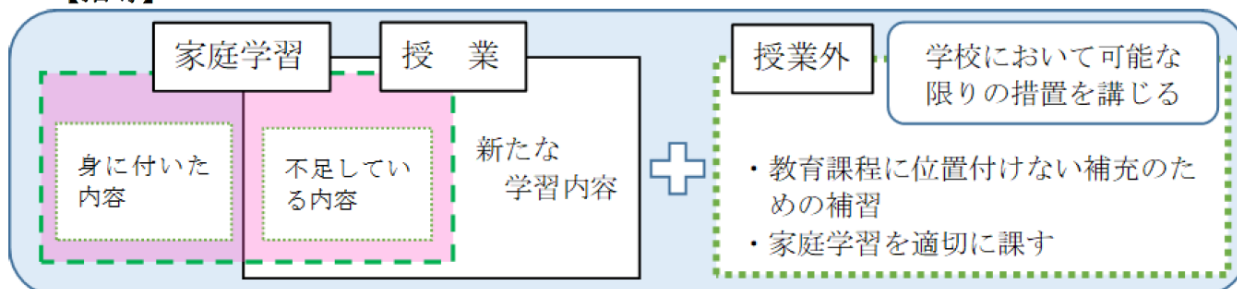 家庭学習
授　業
身に付いた
内容
不足してい
る内容
新たな
学習内容
授業外
学校において可能な
限りの措置を講じる
・教育課程に位置付けない補充のた
めの補習
・家庭学習を適切に課す